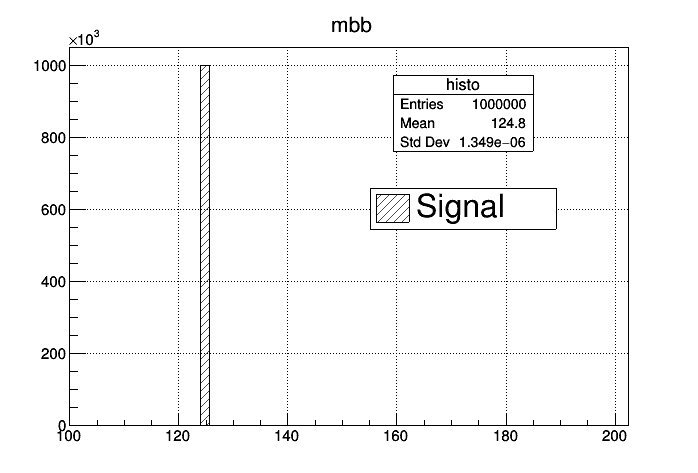 mbb
×10³
1000
800
600
400
200
0
100 120 140 160 180 200
histo
Entries 1000000
Mean 124.8
Std Dev 1.349e−06
Signal